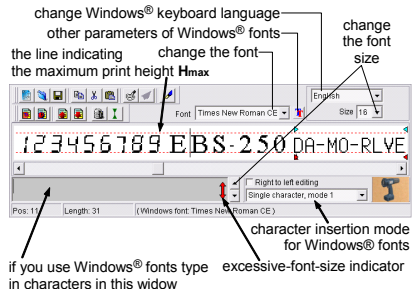 change Windows® keyboard language
other parameters of Windows® fonts
change the font
change
the font
size
the line indicating
the maximum print height Hmax
English
Font Times New Roman CE
Size 16
123456789 EBS-250 DA-MO-RLVE
Right to left editing
Single character, mode 1
Pos: 11 Length: 31 (Windows font: Times New Roman CE )
character insertion mode
for Windows® fonts
if you use Windows® fonts type
in characters in this widow
excessive-font-size indicator